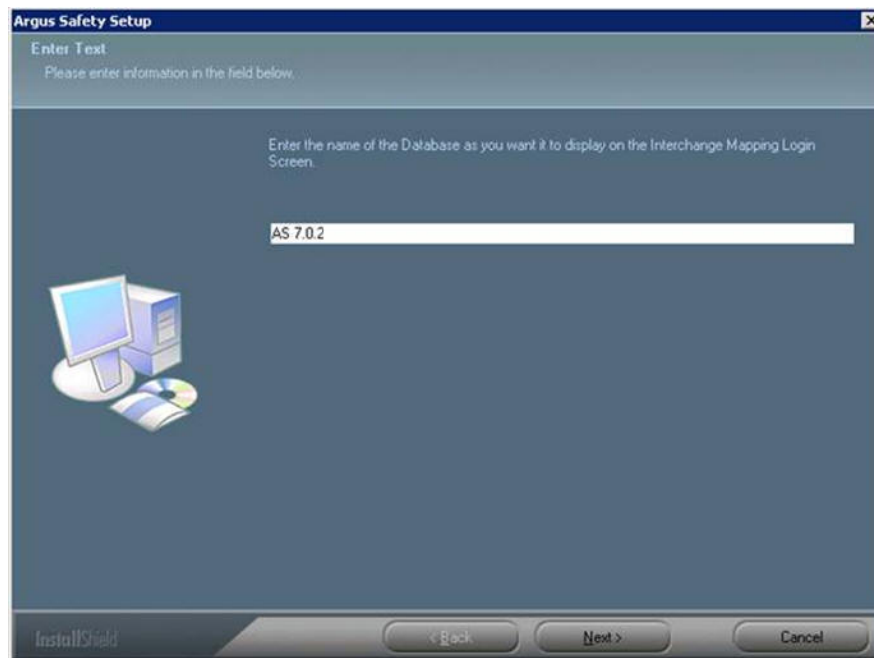 Argus Safety Setup
Enter Text
Please enter information in the field below.
Enter the name of the Database as you want it to display on the Interchange Mapping Login
Screen.
AS 7.0.2
InstallShield
< Back
Next >
Cancel